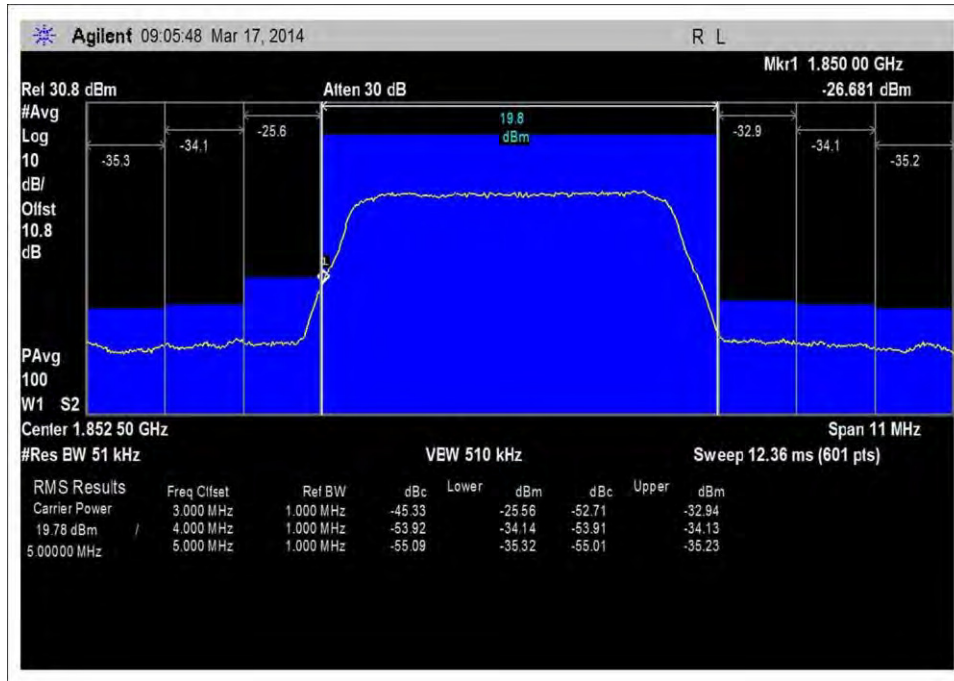 Agilent 09:05:48 Mar 17, 2014 R L
Mkr1 1.850 00 GHz
Ref 30.8 dBm Atten 30 dB -26.681 dBm
#Avg
Log
10
dB/
Offst
10.8
dB
19.8
dBm
-35.3 -34.1 -25.6 -32.9 -34.1 -35.2
PAvg
100
W1 S2
Center 1.852 50 GHz Span 11 MHz
#Res BW 51 kHz VBW 510 kHz Sweep 12.36 ms (601 pts)
RMS Results Freq Offset Ref BW dBc Lower dBm dBc Upper dBm
Carrier Power 3.000 MHz 1.000 MHz -45.33 -25.56 -52.71 -32.94
19.78 dBm / 4.000 MHz 1.000 MHz -53.92 -34.14 -53.91 -34.13
5.00000 MHz 5.000 MHz 1.000 MHz -55.09 -35.32 -55.01 -35.23